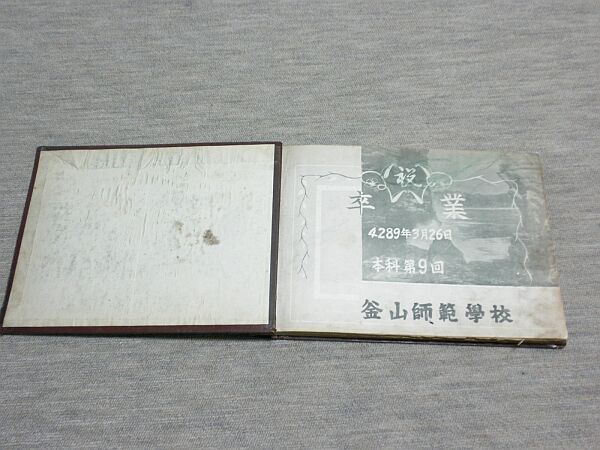 祝
卒業
4289年3月26日
本科第9回
釜山師範學校